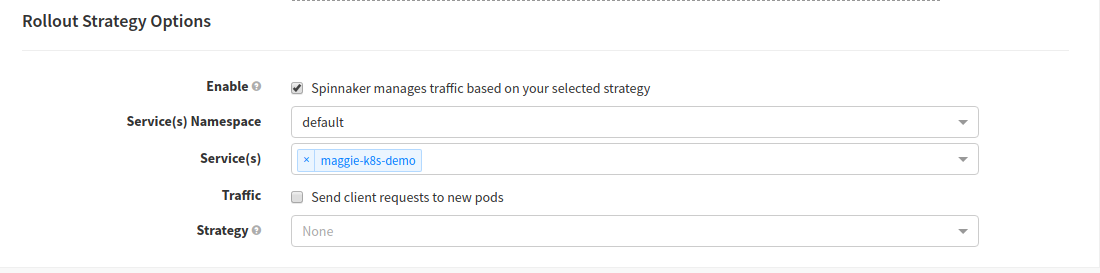 Rollout Strategy Options
Enable
Spinnaker manages traffic based on your selected strategy
Service(s) Namespace
default
Service(s)
× maggie-k8s-demo
Traffic
Send client requests to new pods
Strategy
None